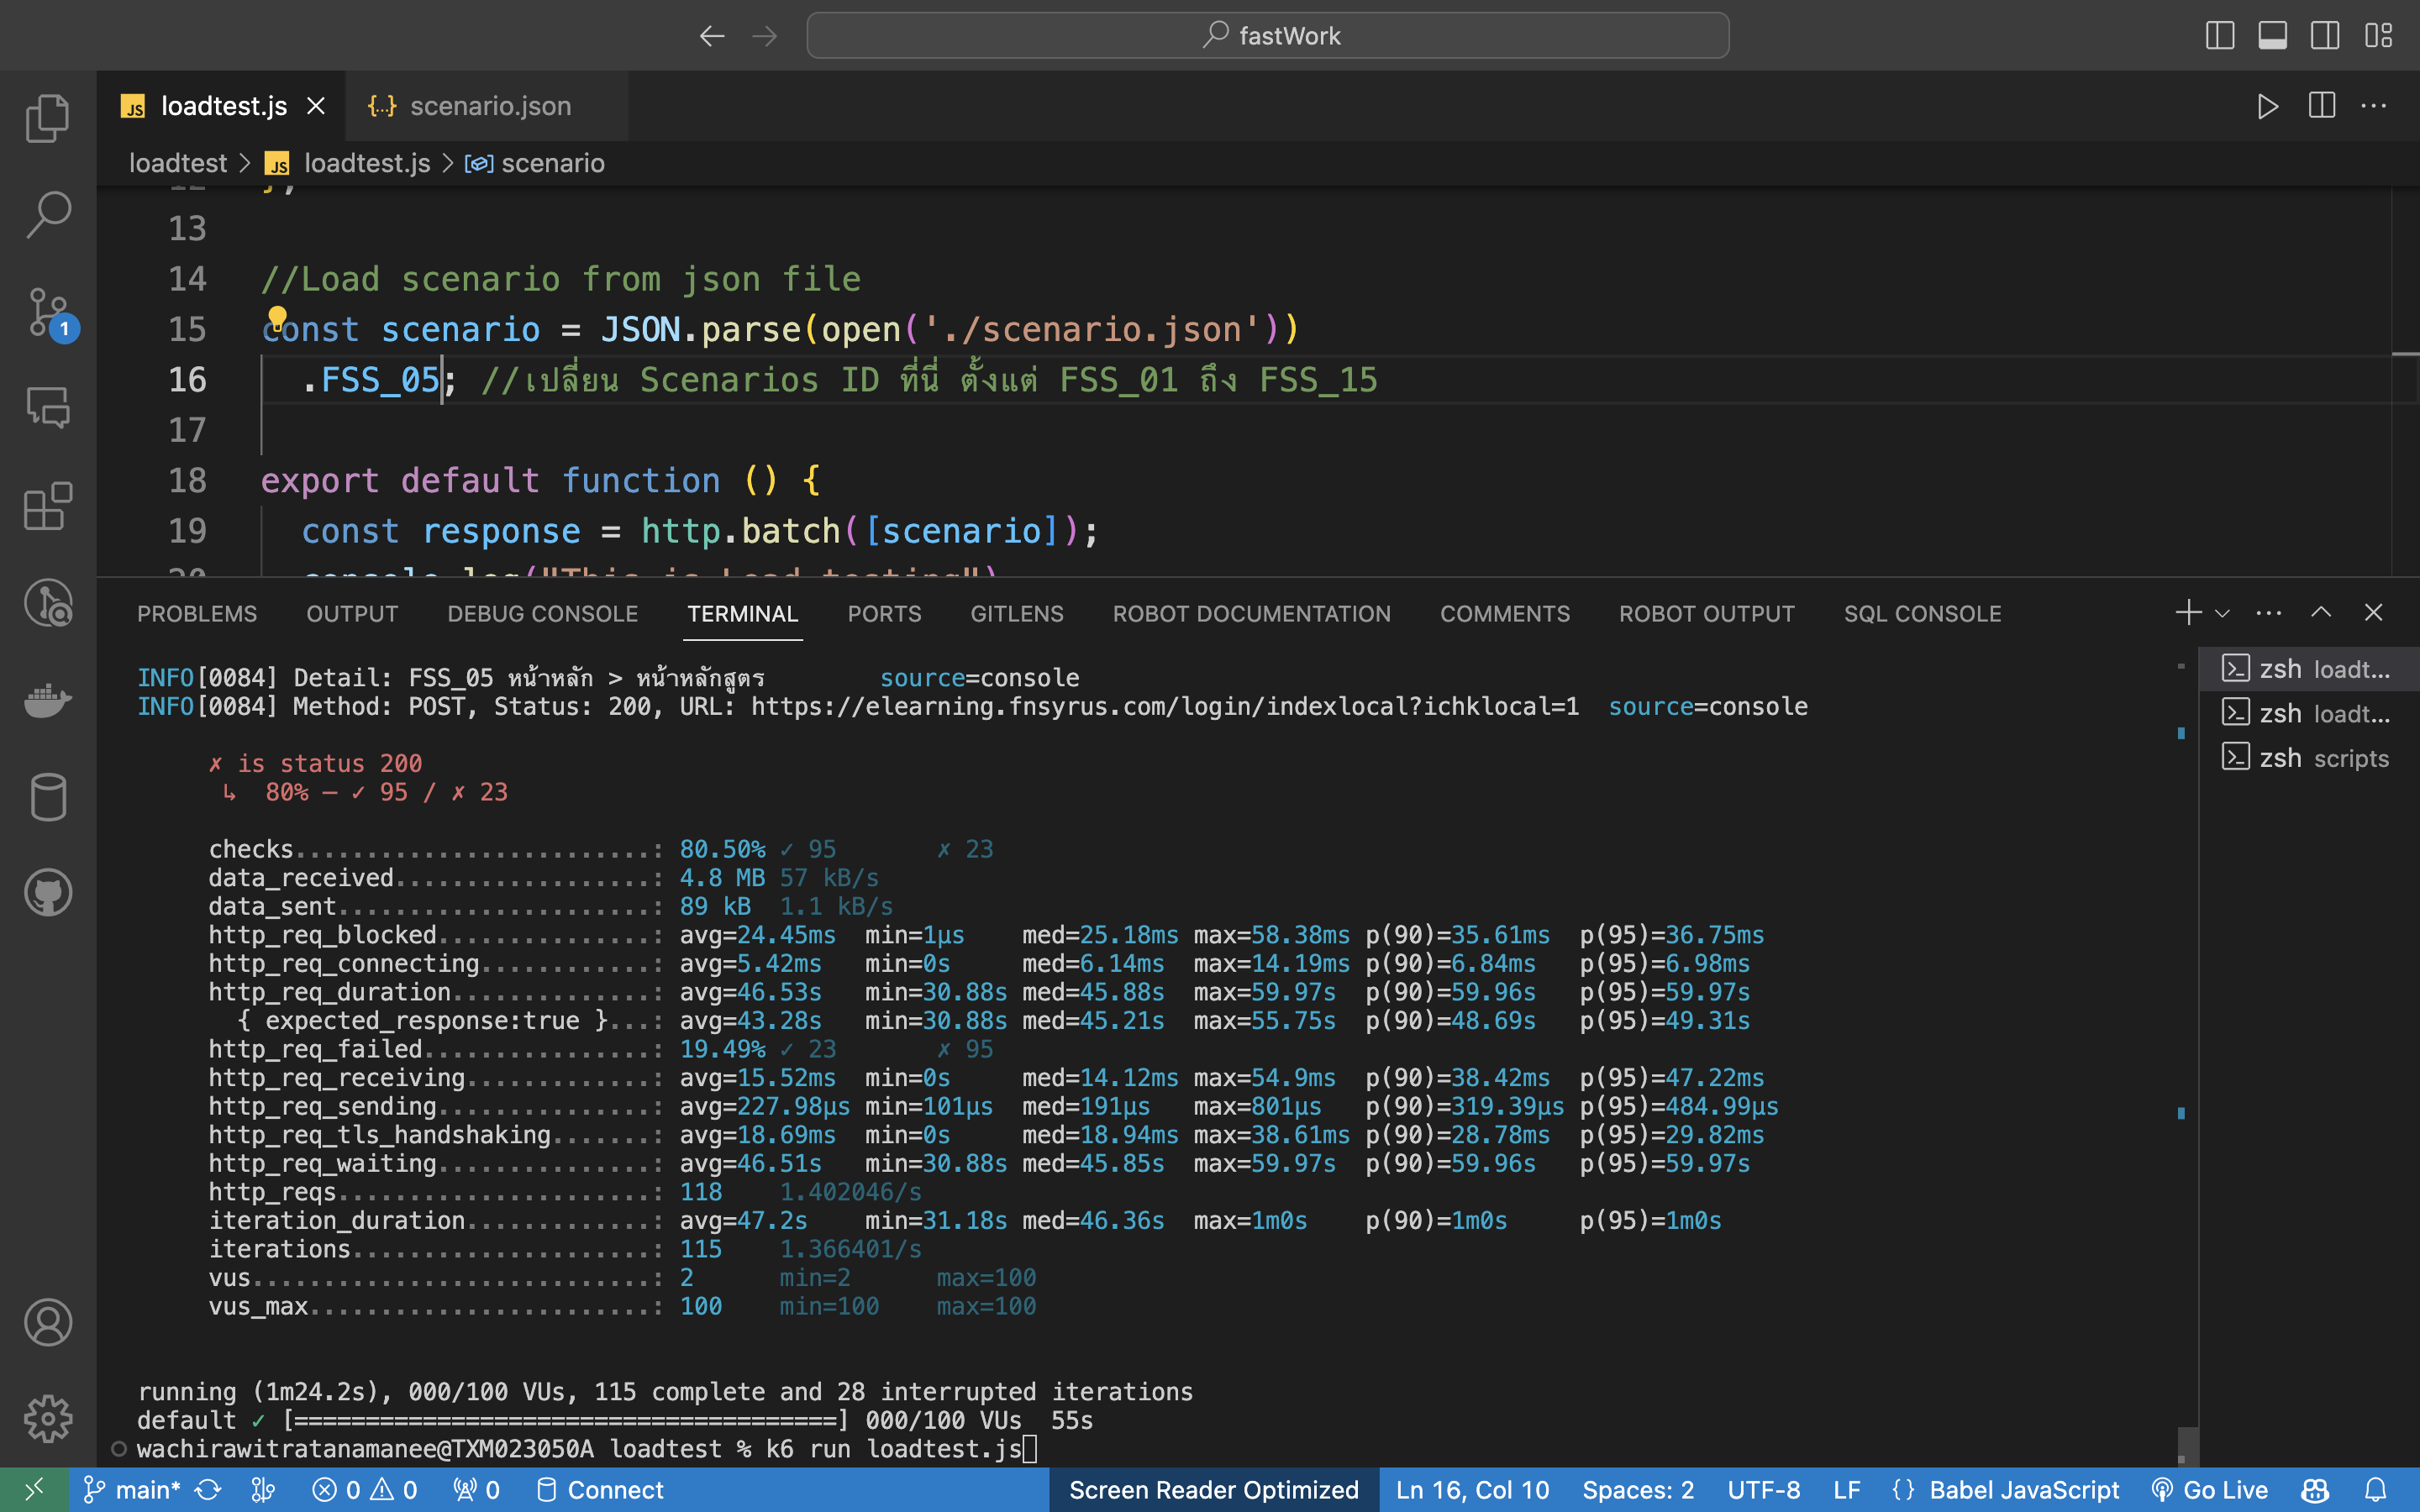 fastWork
loadtest.js
scenario.json
loadtest > loadtest.js > scenario
12 };
13
14 //Load scenario from json file
15 const scenario = JSON.parse(open('./scenario.json'))
16 .FSS_05; //เปลี่ยน Scenarios ID ที่นี่ ตั้งแต่ FSS_01 ถึง FSS_15
17
18 export default function () {
19 const response = http.batch([scenario]);
20 console.log("This is Load testing")
1
PROBLEMS OUTPUT DEBUG CONSOLE TERMINAL PORTS GITLENS ROBOT DOCUMENTATION COMMENTS ROBOT OUTPUT SQL CONSOLE
INFO[0084] Detail: FSS_05 หน้าหลัก > หน้าหลักสูตร source=console
INFO[0084] Method: POST, Status: 200, URL: https://elearning.fnsyrus.com/login/indexlocal?ichklocal=1 source=console
✗ is status 200
↳ 80% — ✓ 95 / ✗ 23
checks.........................: 80.50% ✓ 95 ✗ 23
data_received..................: 4.8 MB 57 kB/s
data_sent......................: 89 kB 1.1 kB/s
http_req_blocked...............: avg=24.45ms min=1µs med=25.18ms max=58.38ms p(90)=35.61ms p(95)=36.75ms
http_req_connecting............: avg=5.42ms min=0s med=6.14ms max=14.19ms p(90)=6.84ms p(95)=6.98ms
http_req_duration..............: avg=46.53s min=30.88s med=45.88s max=59.97s p(90)=59.96s p(95)=59.97s
{ expected_response:true }...: avg=43.28s min=30.88s med=45.21s max=55.75s p(90)=48.69s p(95)=49.31s
http_req_failed................: 19.49% ✓ 23 ✗ 95
http_req_receiving.............: avg=15.52ms min=0s med=14.12ms max=54.9ms p(90)=38.42ms p(95)=47.22ms
http_req_sending...............: avg=227.98µs min=101µs med=191µs max=801µs p(90)=319.39µs p(95)=484.99µs
http_req_tls_handshaking.......: avg=18.69ms min=0s med=18.94ms max=38.61ms p(90)=28.78ms p(95)=29.82ms
http_req_waiting...............: avg=46.51s min=30.88s med=45.85s max=59.97s p(90)=59.96s p(95)=59.97s
http_reqs......................: 118 1.402046/s
iteration_duration.............: avg=47.2s min=31.18s med=46.36s max=1m0s p(90)=1m0s p(95)=1m0s
iterations.....................: 115 1.366401/s
vus............................: 2 min=2 max=100
vus_max........................: 100 min=100 max=100
running (1m24.2s), 000/100 VUs, 115 complete and 28 interrupted iterations
default ✓ [======================================] 000/100 VUs 55s
wachirawitratanamanee@TXM023050A loadtest % k6 run loadtest.js
zsh loadt...
zsh loadt...
zsh scripts
main* 0 0 0 Connect Screen Reader Optimized Ln 16, Col 10 Spaces: 2 UTF-8 LF {} Babel JavaScript Go Live